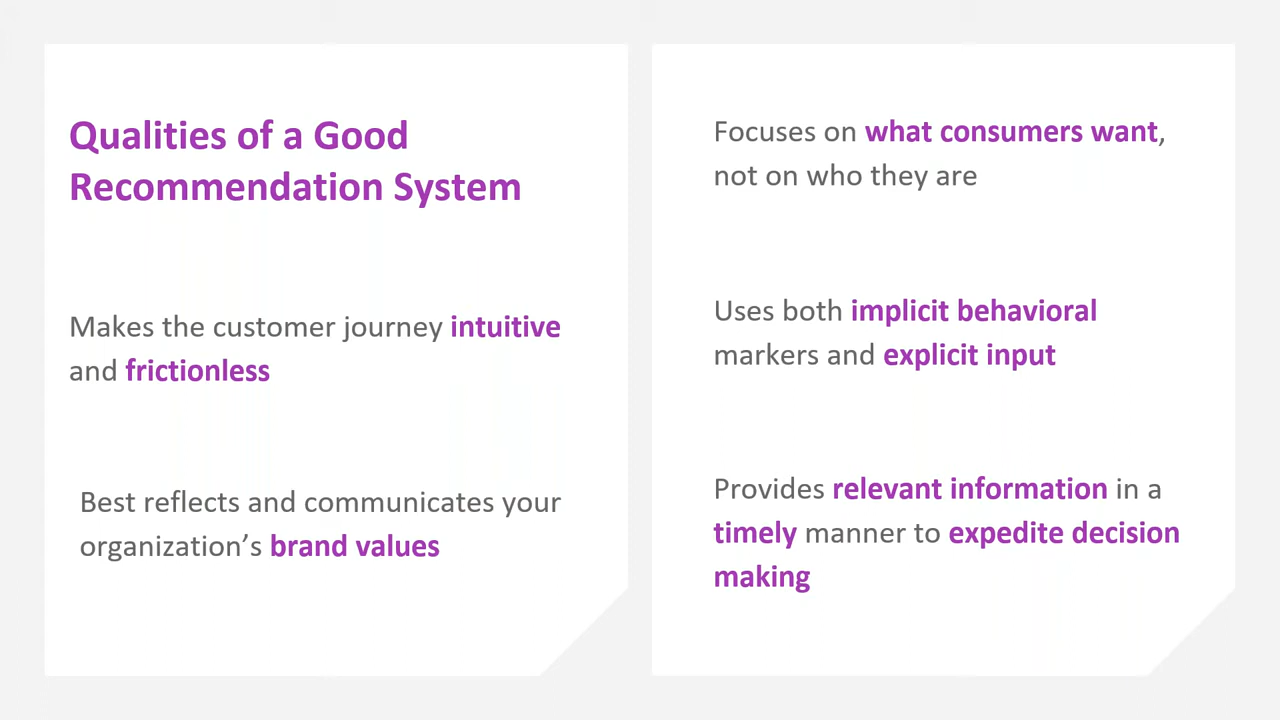 Qualities of a Good
Recommendation System
Makes the customer journey intuitive
and frictionless
Best reflects and communicates your
organization’s brand values
Focuses on what consumers want,
not on who they are
Uses both implicit behavioral
markers and explicit input
Provides relevant information in a
timely manner to expedite decision
making